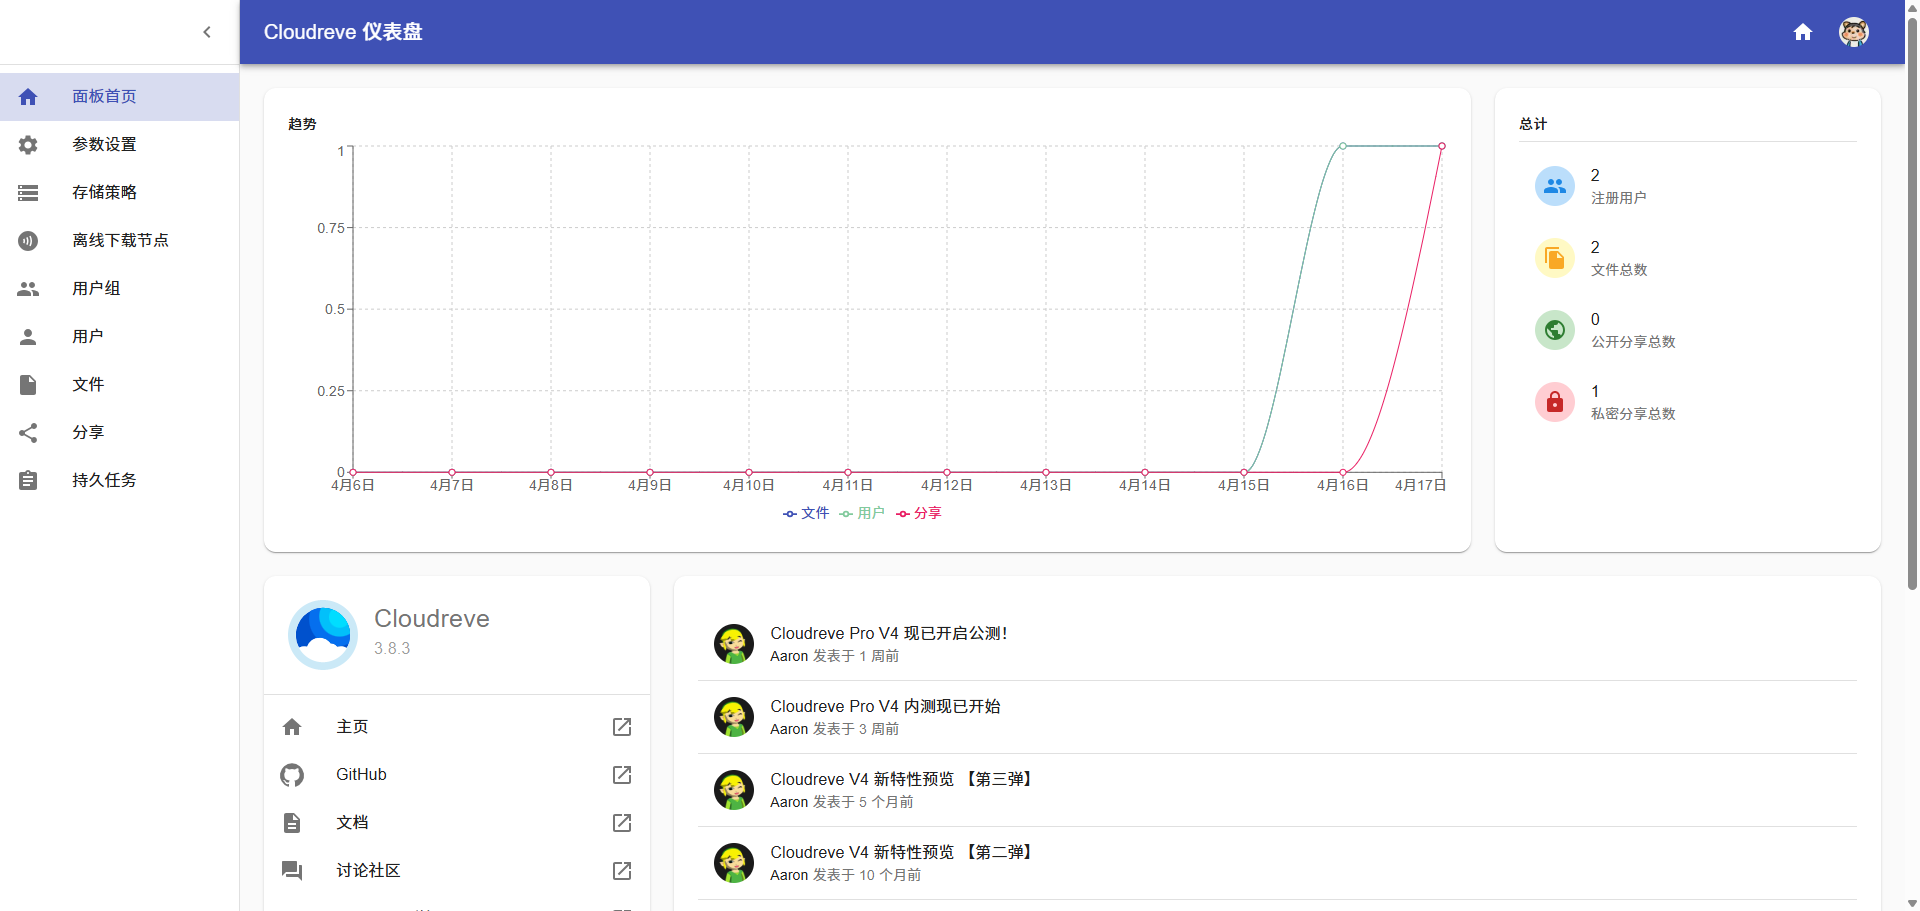 Cloudreve 仪表盘
面板首页
参数设置
存储策略
离线下载节点
用户组
用户
文件
分享
持久任务
趋势
1
0.75
0.5
0.25
0
4月6日 4月7日 4月8日 4月9日 4月10日 4月11日 4月12日 4月13日 4月14日 4月15日 4月16日 4月17日
文件 用户 分享
总计
2
注册用户
2
文件总数
0
公开分享总数
1
私密分享总数
Cloudreve
3.8.3
主页
GitHub
文档
讨论社区
Cloudreve Pro V4 现已开启公测！
Aaron 发表于 1 周前
Cloudreve Pro V4 内测现已开始
Aaron 发表于 3 周前
Cloudreve V4 新特性预览 【第三弹】
Aaron 发表于 5 个月前
Cloudreve V4 新特性预览 【第二弹】
Aaron 发表于 10 个月前